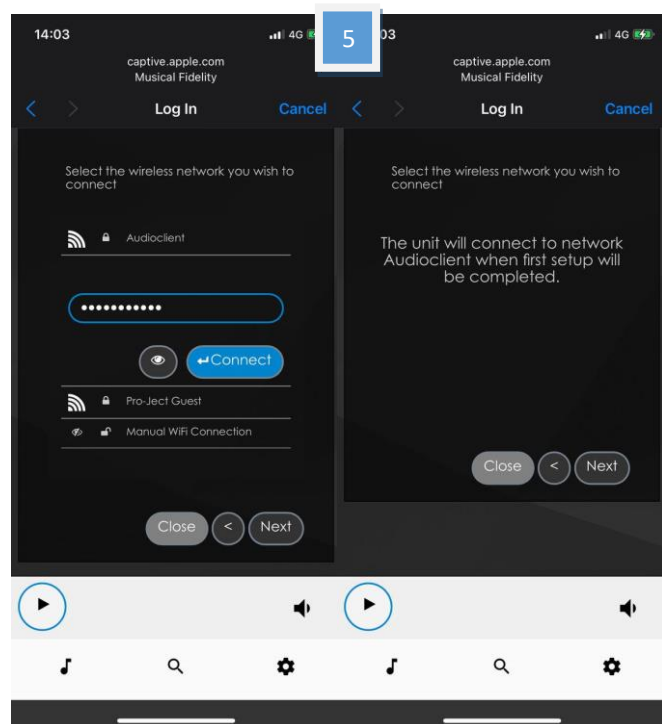 14:03
4G
captive.apple.com
Musical Fidelity
Log In
Cancel
Select the wireless network you wish to
connect
Audioclient
•••••••••••
Connect
Pro-Ject Guest
Manual WiFi Connection
Close
<
Next
5
03
4G
captive.apple.com
Musical Fidelity
Log In
Cancel
Select the wireless network you wish to
connect
The unit will connect to network
Audioclient when first setup will
be completed.
Close
<
Next